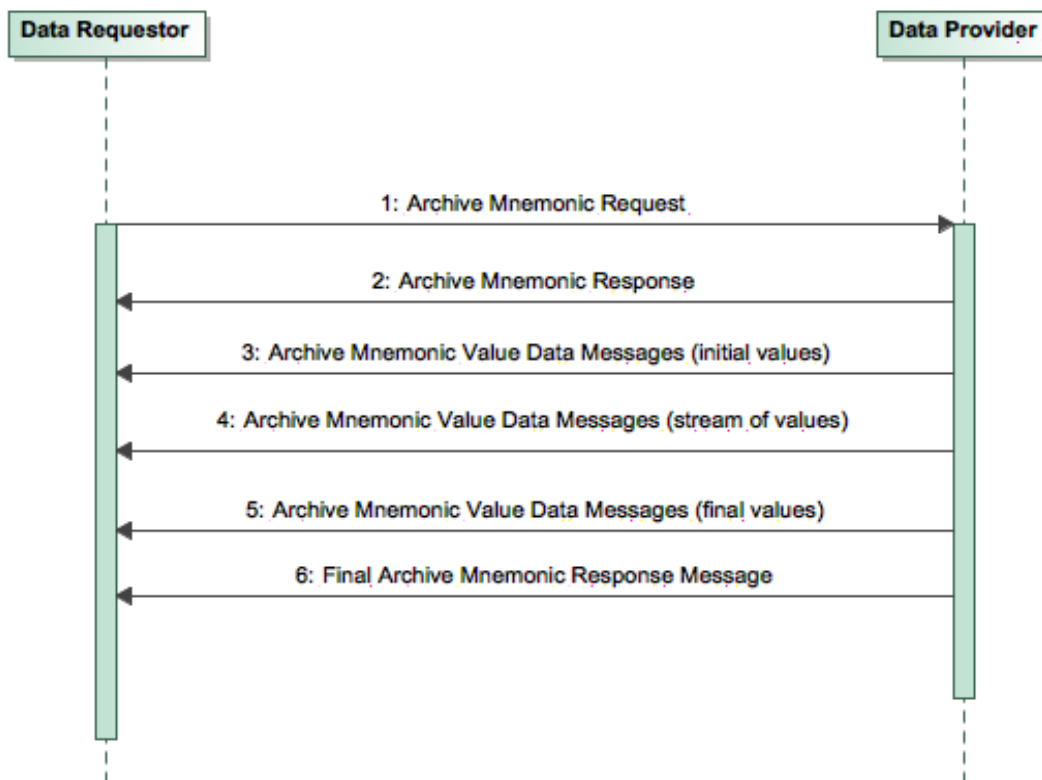 Data Requestor
Data Provider
1: Archive Mnemonic Request
2: Archive Mnemonic Response
3: Archive Mnemonic Value Data Messages (initial values)
4: Archive Mnemonic Value Data Messages (stream of values)
5: Archive Mnemonic Value Data Messages (final values)
6: Final Archive Mnemonic Response Message